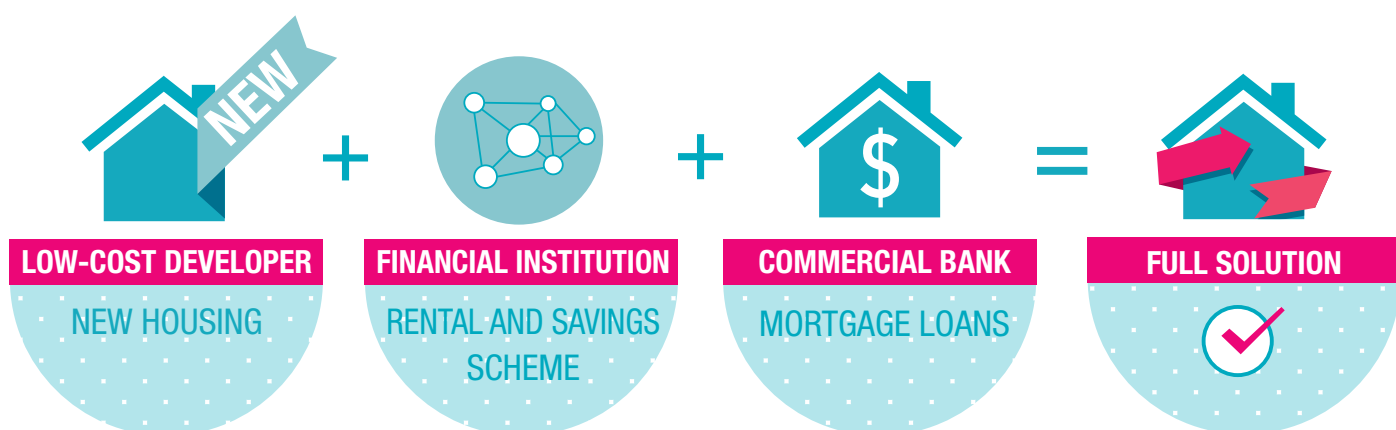 NEW
+
+
$
=
LOW-COST DEVELOPER
FINANCIAL INSTITUTION
COMMERCIAL BANK
FULL SOLUTION
NEW HOUSING
RENTAL AND SAVINGS
SCHEME
MORTGAGE LOANS